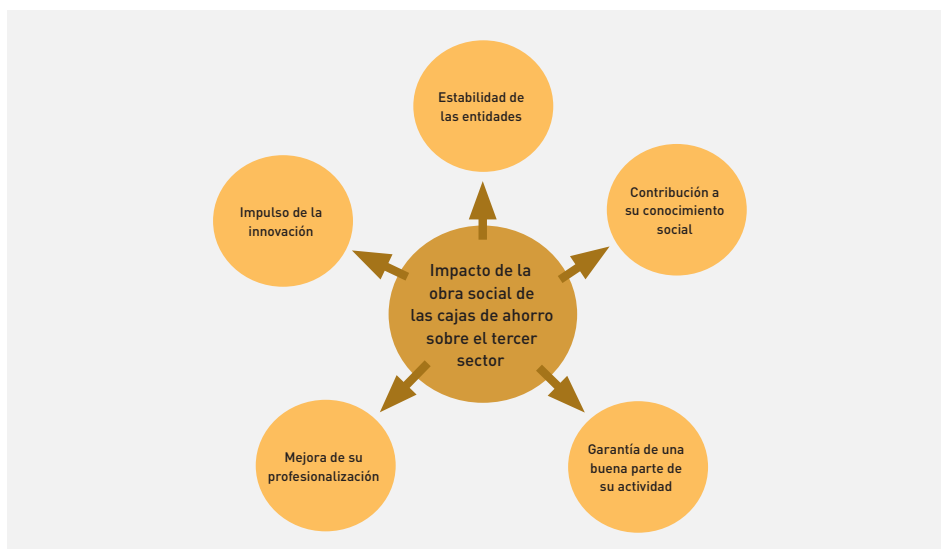 Estabilidad de
las entidades
Contribución a
su conocimiento
social
Impulso de la
innovación
Impacto de la
obra social de
las cajas de ahorro
sobre el tercer
sector
Mejora de su
profesionalización
Garantía de una
buena parte de
su actividad